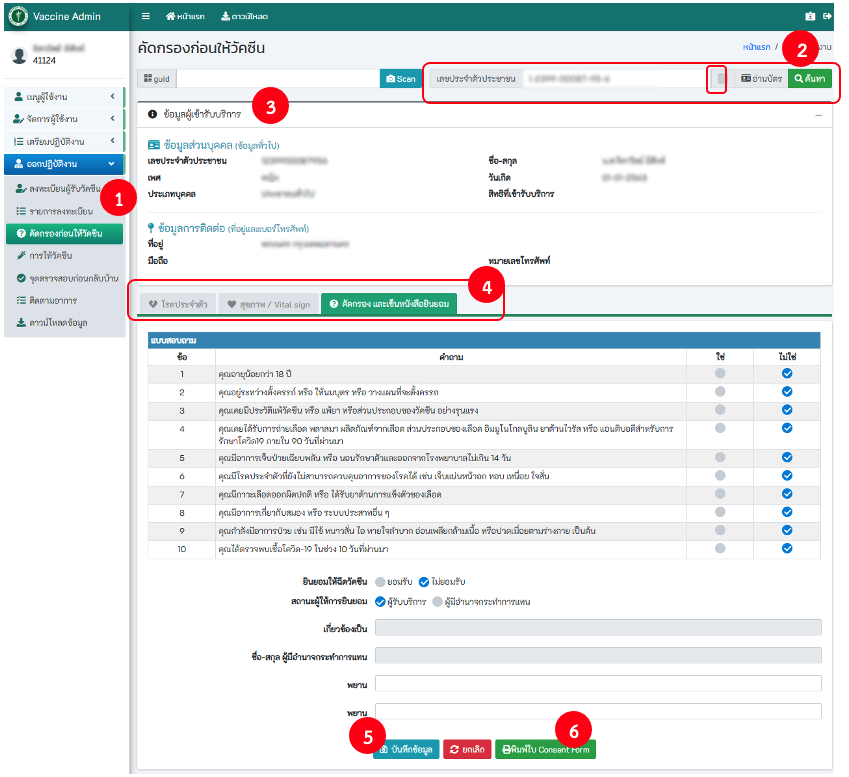 Vaccine Admin
หน้าแรก ดาวน์โหลด
41124
เมนูผู้ใช้งาน
จัดการผู้ใช้งาน
เตรียมปฏิบัติงาน
ออกปฏิบัติงาน
ลงทะเบียนผู้รับวัคซีน
รายการลงทะเบียน
คัดกรองก่อนให้วัคซีน
การให้วัคซีน
จุดตรวจสอบก่อนกลับบ้าน
ติดตามอาการ
ดาวน์โหลดข้อมูล
1
คัดกรองก่อนให้วัคซีน
หน้าแรก /
2
guid Scan เลขประจำตัวประชาชน อ่านบัตร ค้นหา
3
ข้อมูลผู้เข้ารับบริการ
ข้อมูลส่วนบุคคล (ข้อมูลทั่วไป)
เลขประจำตัวประชาชน ชื่อ-สกุล
เพศ วันเกิด
ประเภทบุคคล สิทธิที่เข้ารับบริการ
ข้อมูลการติดต่อ (ที่อยู่และเบอร์โทรศัพท์)
ที่อยู่
มือถือ หมายเลขโทรศัพท์
4
โรคประจำตัว สุขภาพ / Vital sign คัดกรอง และเซ็นหนังสือยินยอม
แบบสอบถาม
ข้อ คำถาม ใช่ ไม่ใช่
1 คุณอายุน้อยกว่า 18 ปี
2 คุณอยู่ระหว่างตั้งครรภ์ หรือ ให้นมบุตร หรือ วางแผนที่จะตั้งครรภ์
3 คุณเคยมีประวัติแพ้วัคซีน หรือ แพ้ยา หรือส่วนประกอบของวัคซีน อย่างรุนแรง
4 คุณเคยได้รับการถ่ายเลือด พลาสมา ผลิตภัณฑ์จากเลือด ส่วนประกอบของเลือด อิมมูโนโกลบูลิน ยาต้านไวรัส หรือ แอนติบอดีสำหรับการ
รักษาโควิด19 ภายใน 90 วันที่ผ่านมา
5 คุณมีอาการเจ็บป่วยเฉียบพลัน หรือ นอนรักษาตัวและออกจากโรงพยาบาลไม่เกิน 14 วัน
6 คุณมีโรคประจำตัวที่ยังไม่สามารถควบคุมอาการของโรคได้ เช่น เจ็บแน่นหน้าอก หอบ เหนื่อย ใจสั่น
7 คุณมีภาวะเลือดออกผิดปกติ หรือ ได้รับยาต้านการแข็งตัวของเลือด
8 คุณมีอาการเกี่ยวกับสมอง หรือ ระบบประสาทอื่น ๆ
9 คุณกำลังมีอาการป่วย เช่น มีไข้ หนาวสั่น ไอ หายใจลำบาก อ่อนเพลียกล้ามเนื้อ หรือปวดเมื่อยตามร่างกาย เป็นต้น
10 คุณได้ตรวจพบเชื้อโควิด-19 ในช่วง 10 วันที่ผ่านมา
ยินยอมให้ฉีดวัคซีน ยอมรับ ไม่ยอมรับ
สถานะผู้ให้การยินยอม ผู้รับบริการ ผู้มีอำนาจกระทำการแทน
เกี่ยวข้องเป็น
ชื่อ-สกุล ผู้มีอำนาจกระทำการแทน
พยาน
พยาน
5
6
บันทึกข้อมูล ยกเลิก พิมพ์ใบ Consent Form